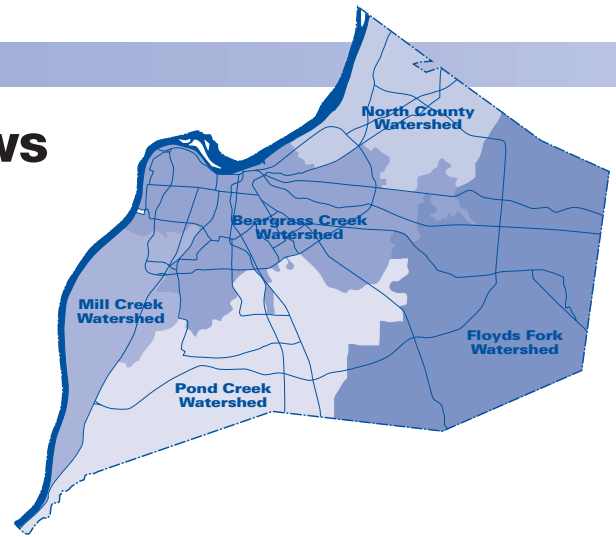 North County
Watershed
ws
Beargrass Creek
Watershed
Mill Creek
Watershed
Floyds Fork
Watershed
Pond Creek
Watershed